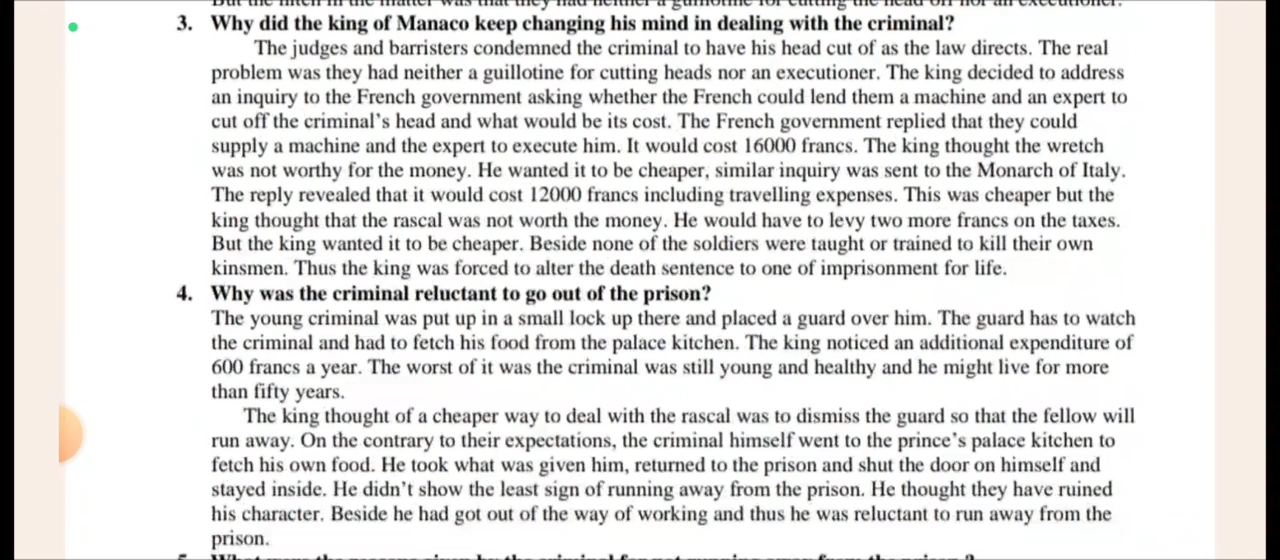 3. Why did the king of Manaco keep changing his mind in dealing with the criminal?
The judges and barristers condemned the criminal to have his head cut of as the law directs. The real
problem was they had neither a guillotine for cutting heads nor an executioner. The king decided to address
an inquiry to the French government asking whether the French could lend them a machine and an expert to
cut off the criminal's head and what would be its cost. The French government replied that they could
supply a machine and the expert to execute him. It would cost 16000 francs. The king thought the wretch
was not worthy for the money. He wanted it to be cheaper, similar inquiry was sent to the Monarch of Italy.
The reply revealed that it would cost 12000 francs including travelling expenses. This was cheaper but the
king thought that the rascal was not worth the money. He would have to levy two more francs on the taxes.
But the king wanted it to be cheaper. Beside none of the soldiers were taught or trained to kill their own
kinsmen. Thus the king was forced to alter the death sentence to one of imprisonment for life.
4. Why was the criminal reluctant to go out of the prison?
The young criminal was put up in a small lock up there and placed a guard over him. The guard has to watch
the criminal and had to fetch his food from the palace kitchen. The king noticed an additional expenditure of
600 francs a year. The worst of it was the criminal was still young and healthy and he might live for more
than fifty years.
The king thought of a cheaper way to deal with the rascal was to dismiss the guard so that the fellow will
run away. On the contrary to their expectations, the criminal himself went to the prince's palace kitchen to
fetch his own food. He took what was given him, returned to the prison and shut the door on himself and
stayed inside. He didn't show the least sign of running away from the prison. He thought they have ruined
his character. Beside he had got out of the way of working and thus he was reluctant to run away from the
prison.